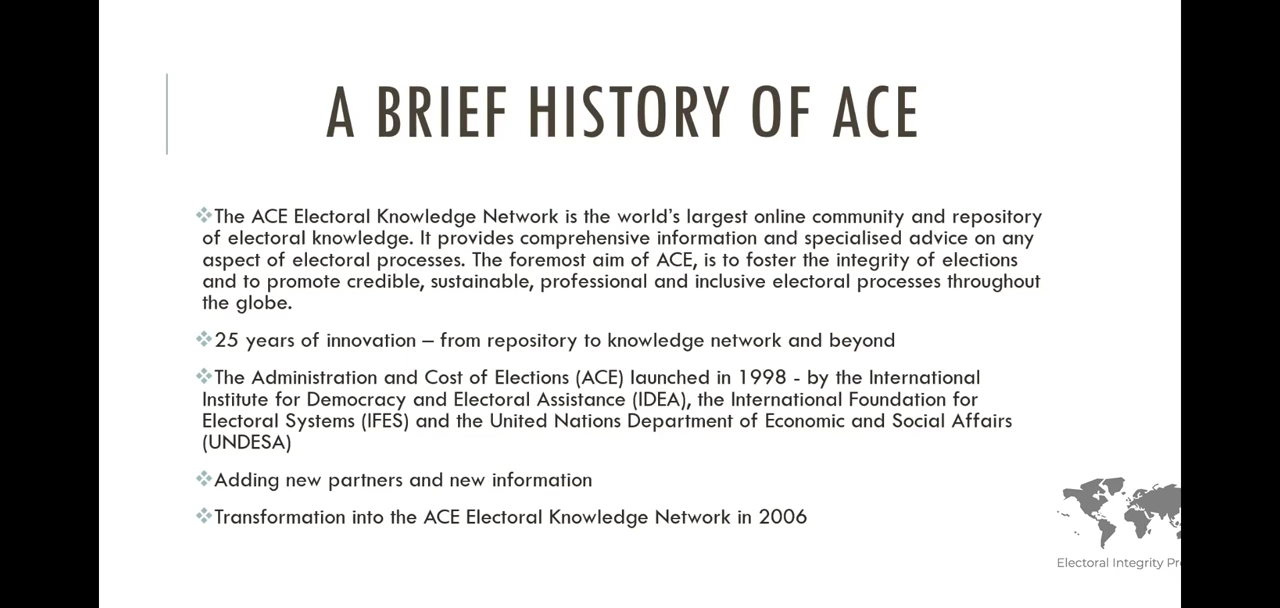 A BRIEF HISTORY OF ACE
❖The ACE Electoral Knowledge Network is the world's largest online community and repository
of electoral knowledge. It provides comprehensive information and specialised advice on any
aspect of electoral processes. The foremost aim of ACE, is to foster the integrity of elections
and to promote credible, sustainable, professional and inclusive electoral processes throughout
the globe.
❖25 years of innovation – from repository to knowledge network and beyond
❖The Administration and Cost of Elections (ACE) launched in 1998 - by the International
Institute for Democracy and Electoral Assistance (IDEA), the International Foundation for
Electoral Systems (IFES) and the United Nations Department of Economic and Social Affairs
(UNDESA)
❖Adding new partners and new information
❖Transformation into the ACE Electoral Knowledge Network in 2006
Electoral Integrity